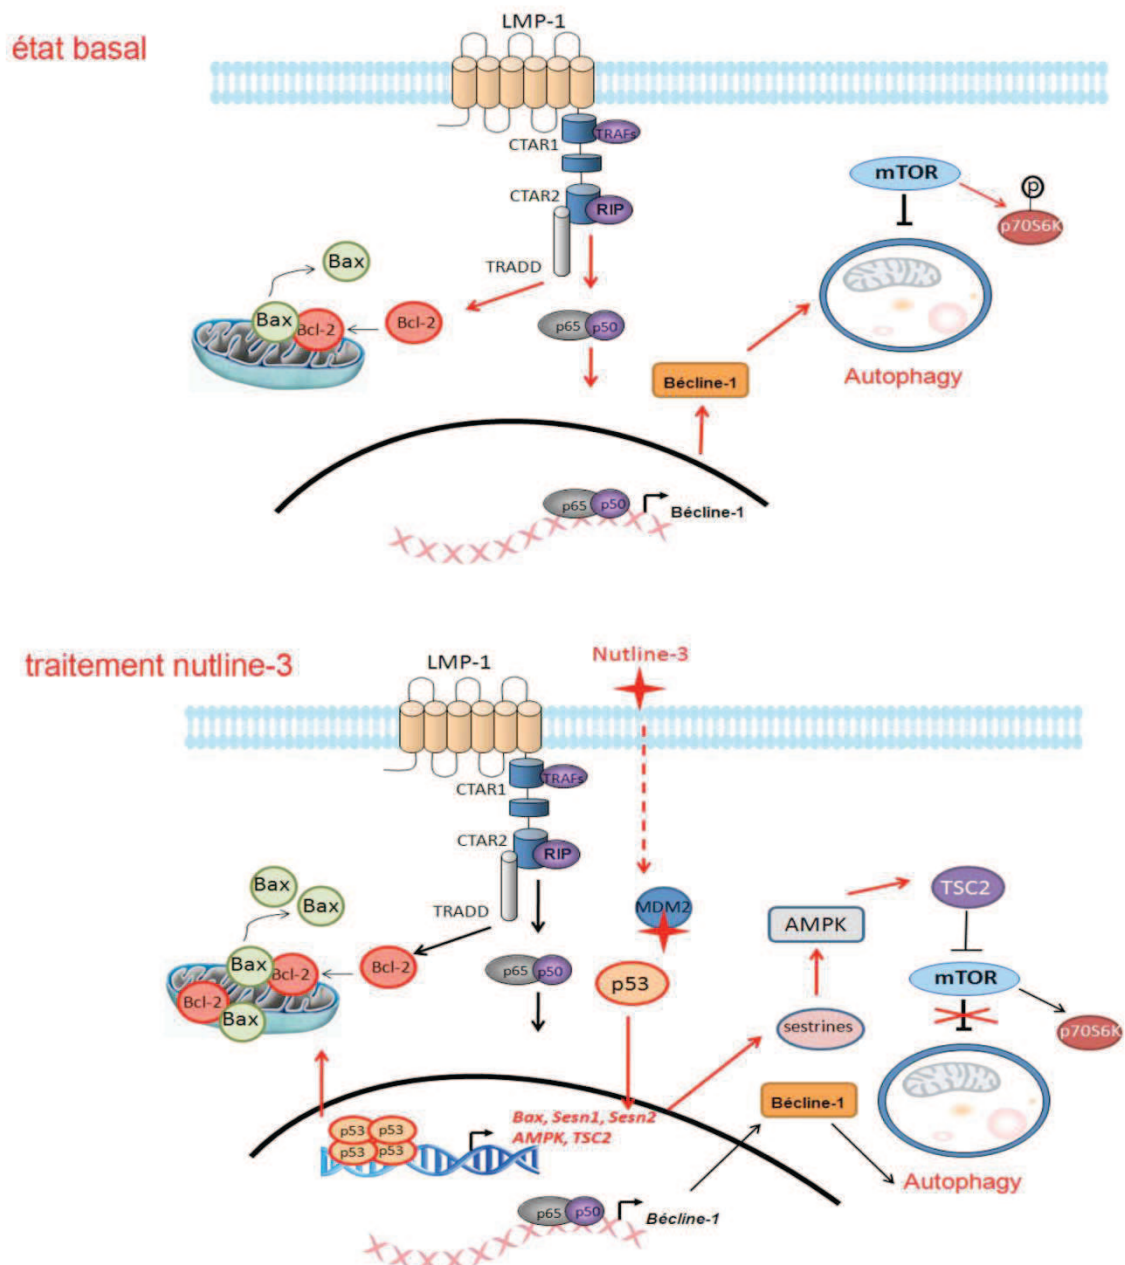 LMP-1
état basal
CTAR1
TRAFs
CTAR2
RIP
mTOR
p
p70S6K
TRADD
Bax
Bax
Bcl-2
Bcl-2
p65
p50
Bécline-1
Autophagy
p65
p50
Bécline-1
traitement nutline-3
LMP-1
Nutline-3
CTAR1
TRAFs
CTAR2
RIP
Bax
Bax
TRADD
MDM2
AMPK
TSC2
Bax
Bcl-2
Bcl-2
p65
p50
p53
mTOR
Bcl-2
Bax
sestrines
p70S6K
Bécline-1
p53
p53
p53
p53
Bax, Sesn1, Sesn2
AMPK, TSC2
Autophagy
p65
p50
Bécline-1